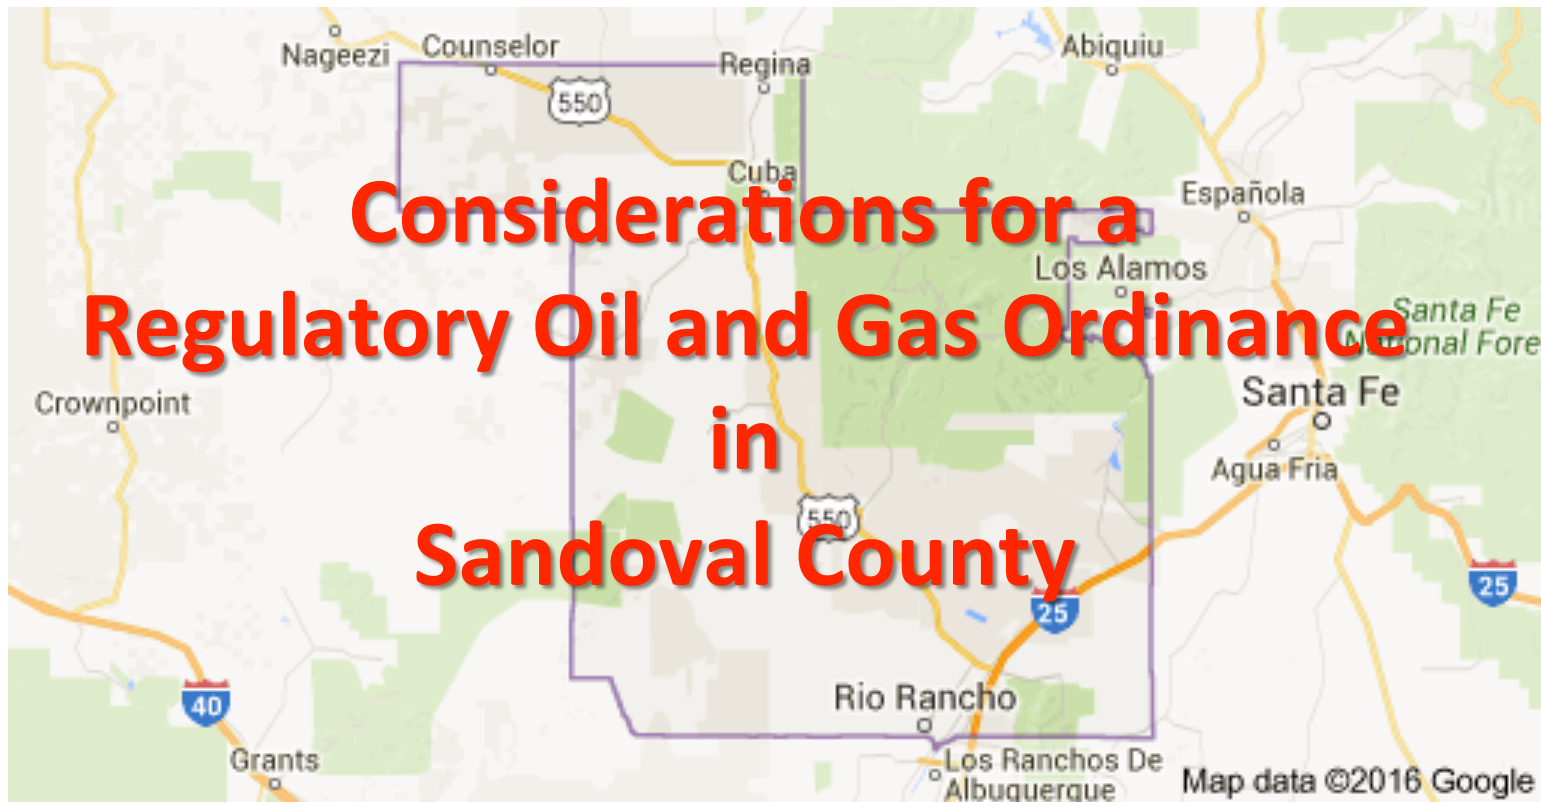 Nageezi
Counselor
Regina
Abiquiu
550
Cuba
Española
Considerations for a
Los Alamos
Regulatory Oil and Gas Ordinance
Santa Fe
National Fore
Santa Fe
Crownpoint
in
Agua Fria
550
Sandoval County
25
25
40
Rio Rancho
Grants
Los Ranchos De
Albuquerque
Map data ©2016 Google